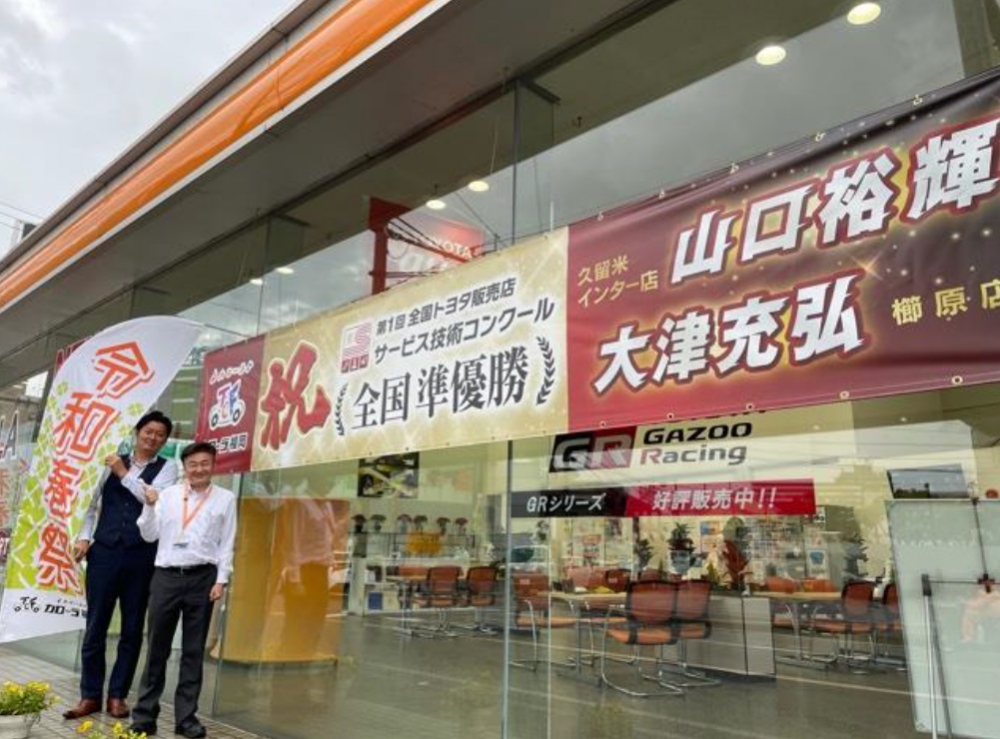 令和春祭
カローラ福岡
祝
第1回 全国トヨタ販売店
サービス技術コンクール
全国 準優勝
久留米
インター店
山口裕輝
大津充弘
櫛原店
TOYOTA
GR GAZOO
Racing
GRシリーズ 好評販売中!!